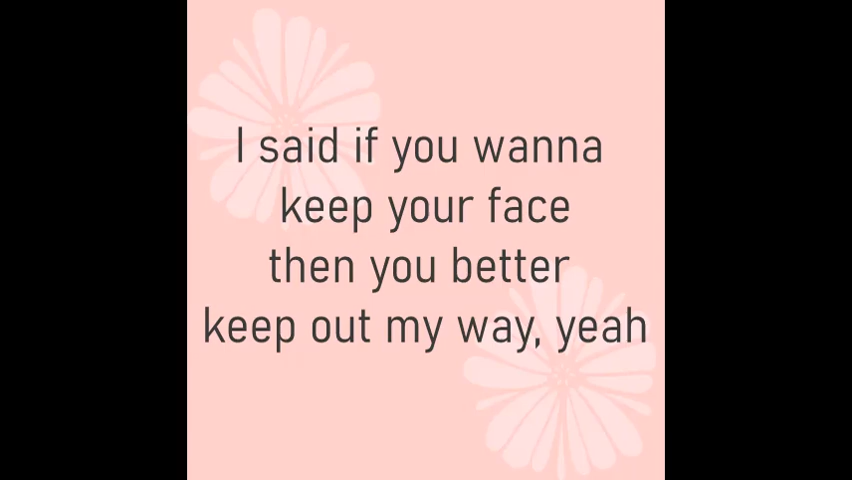 I said if you wanna
keep your face
then you better
keep out my way, yeah